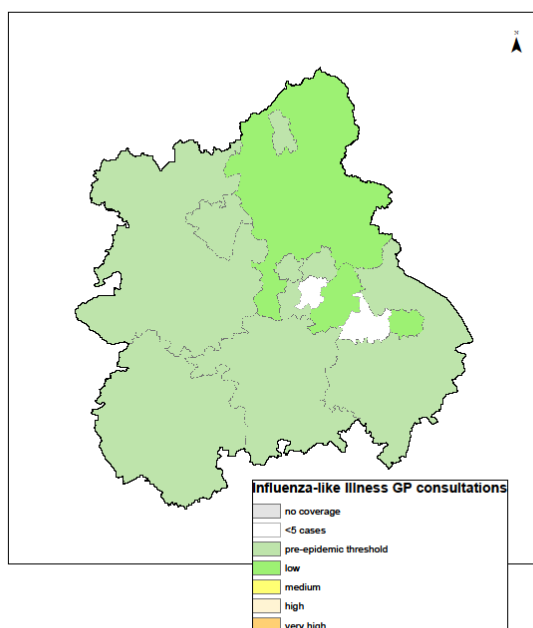 N
Influenza-like Illness GP consultations
no coverage
<5 cases
pre-epidemic threshold
low
medium
high
very high